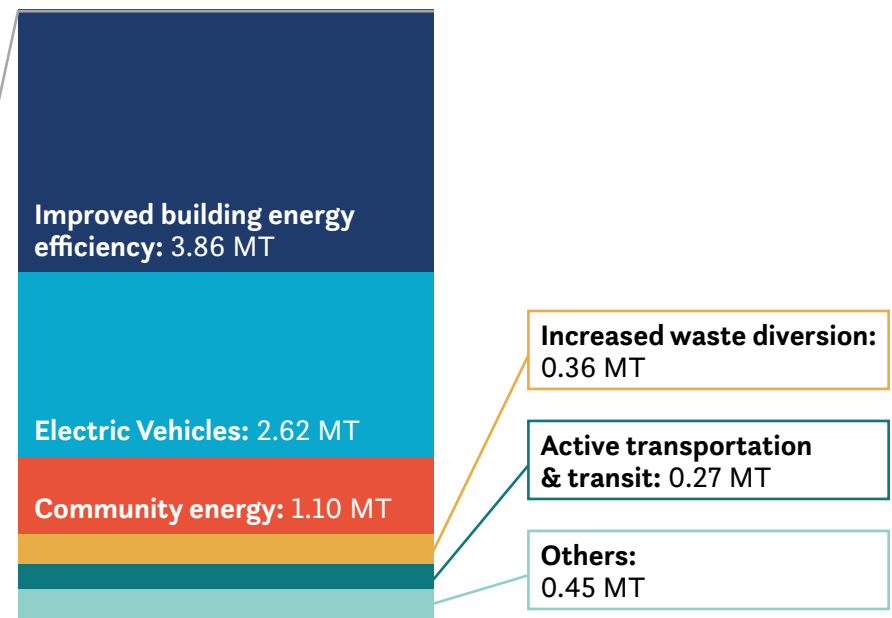 Improved building energy
efficiency: 3.86 MT
Electric Vehicles: 2.62 MT
Community energy: 1.10 MT
Increased waste diversion:
0.36 MT
Active transportation
& transit: 0.27 MT
Others:
0.45 MT